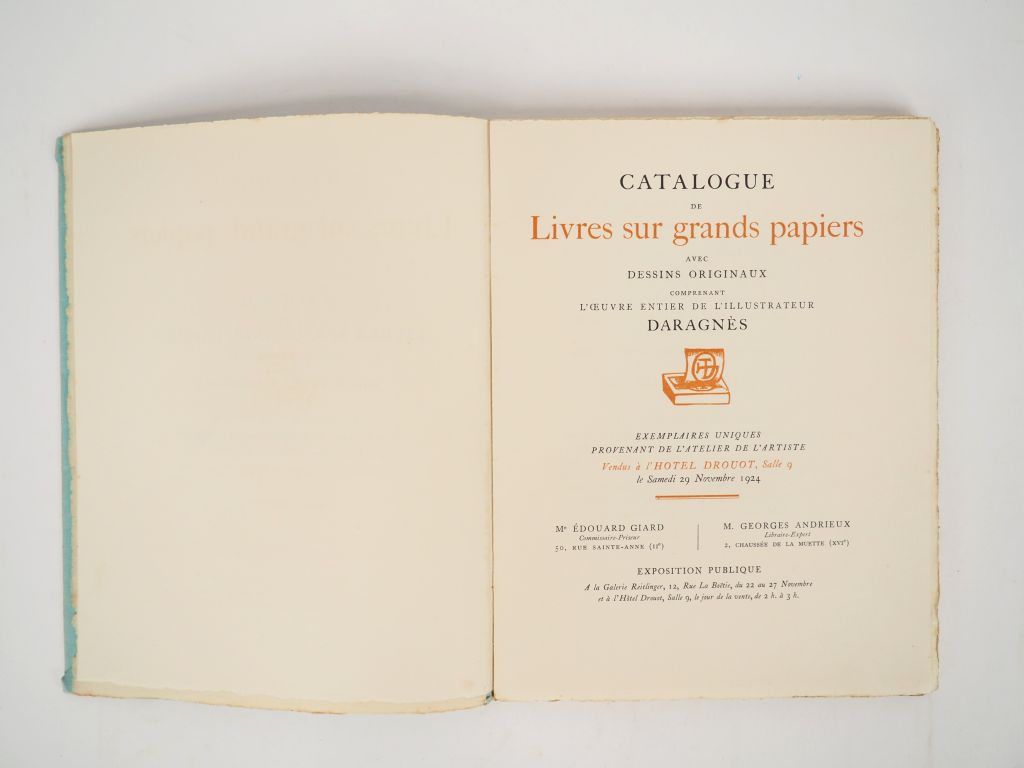 CATALOGUE
DE
Livres sur grands papiers
AVEC
DESSINS ORIGINAUX
COMPRENANT
L'ŒUVRE ENTIER DE L'ILLUSTRATEUR
DARAGNÈS
EXEMPLAIRES UNIQUES
PROVENANT DE L'ATELIER DE L'ARTISTE
Vendus à l'HOTEL DROUOT, Salle 9
le Samedi 29 Novembre 1924
Me ÉDOUARD GIARD
Commissaire-Priseur
50, RUE SAINTE-ANNE (IIe)
M. GEORGES ANDRIEUX
Libraire-Expert
2, CHAUSSÉE DE LA MUETTE (XVIe)
EXPOSITION PUBLIQUE
A la Galerie Reitlinger, 12, Rue La Boëtie, du 22 au 27 Novembre
et à l'Hôtel Drouot, Salle 9, le jour de la vente, de 2 h. à 3 h.